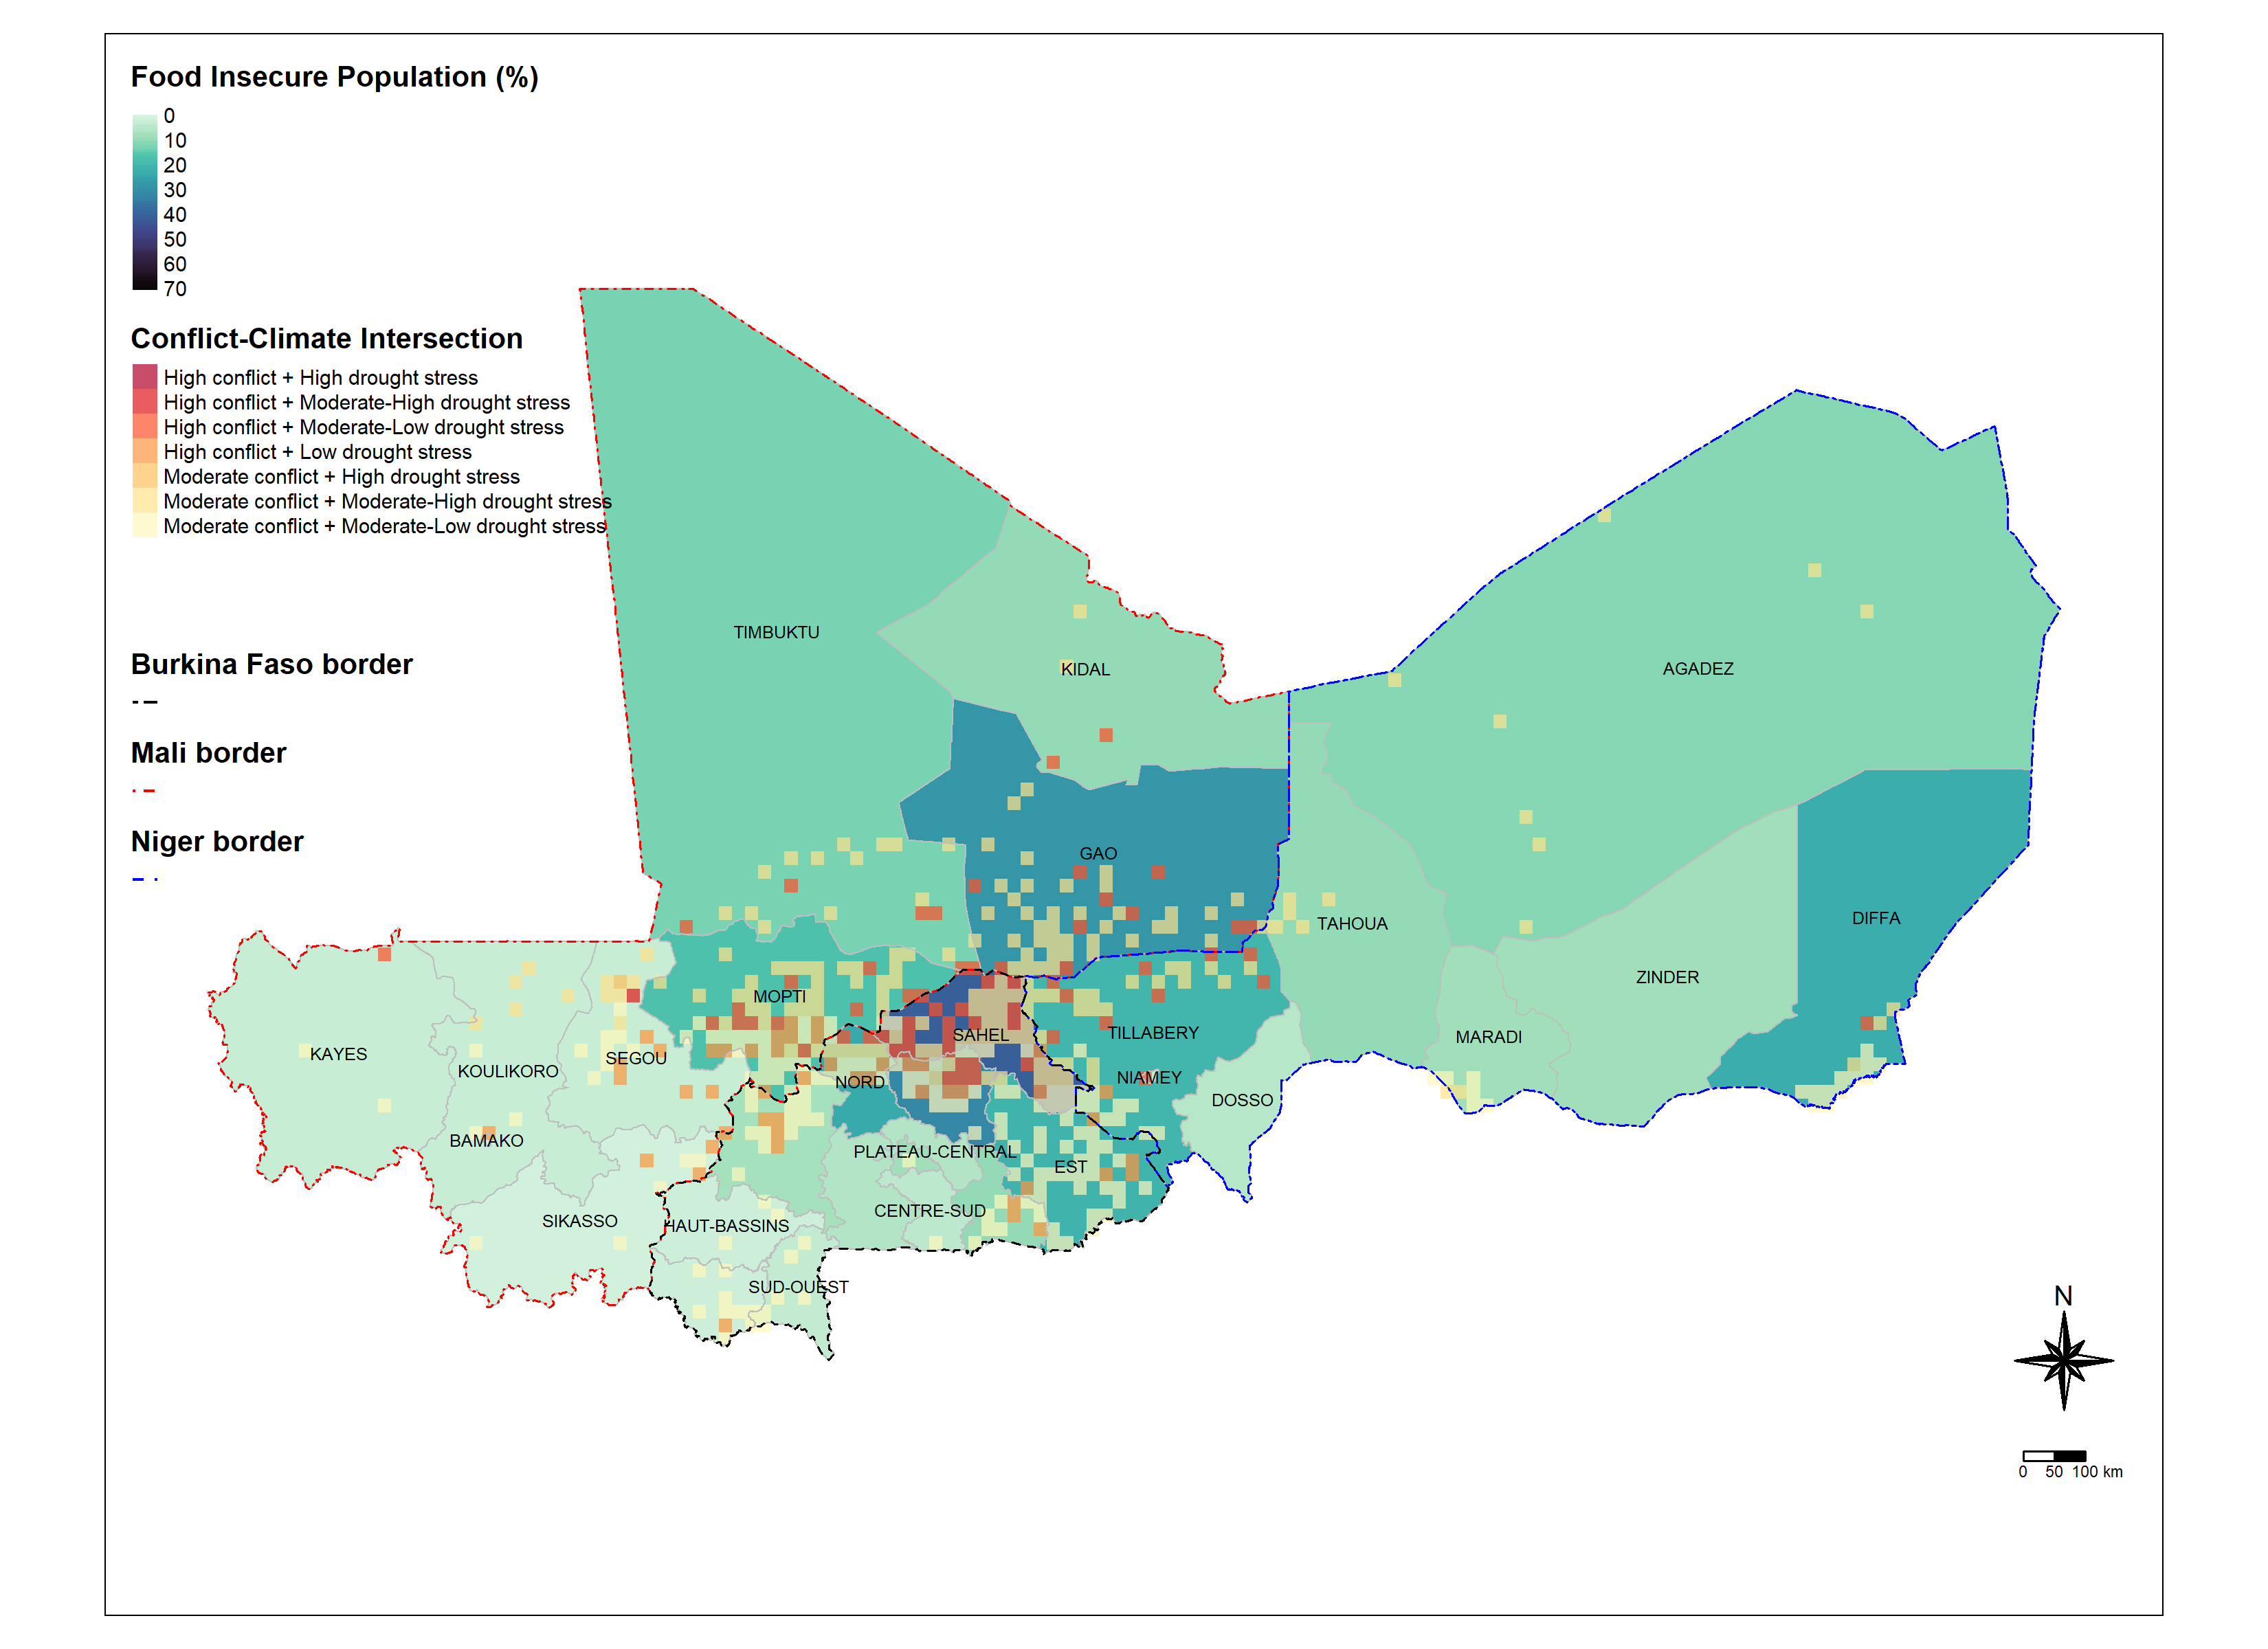 Food Insecure Population (%)
0
10
20
30
40
50
60
70
Conflict-Climate Intersection
High conflict + High drought stress
High conflict + Moderate-High drought stress
High conflict + Moderate-Low drought stress
High conflict + Low drought stress
Moderate conflict + High drought stress
Moderate conflict + Moderate-High drought stress
Moderate conflict + Moderate-Low drought stress
Burkina Faso border
Mali border
Niger border
TIMBUKTU
KIDAL
AGADEZ
GAO
TAHOUA
DIFFA
ZINDER
MOPTI
SAHEL
TILLABERY
MARADI
KAYES
SEGOU
KOULIKORO
NORD
NIAMEY
DOSSO
BAMAKO
PLATEAU-CENTRAL
EST
SIKASSO
HAUT-BASSINS
CENTRE-SUD
SUD-OUEST
N
0 50 100 km